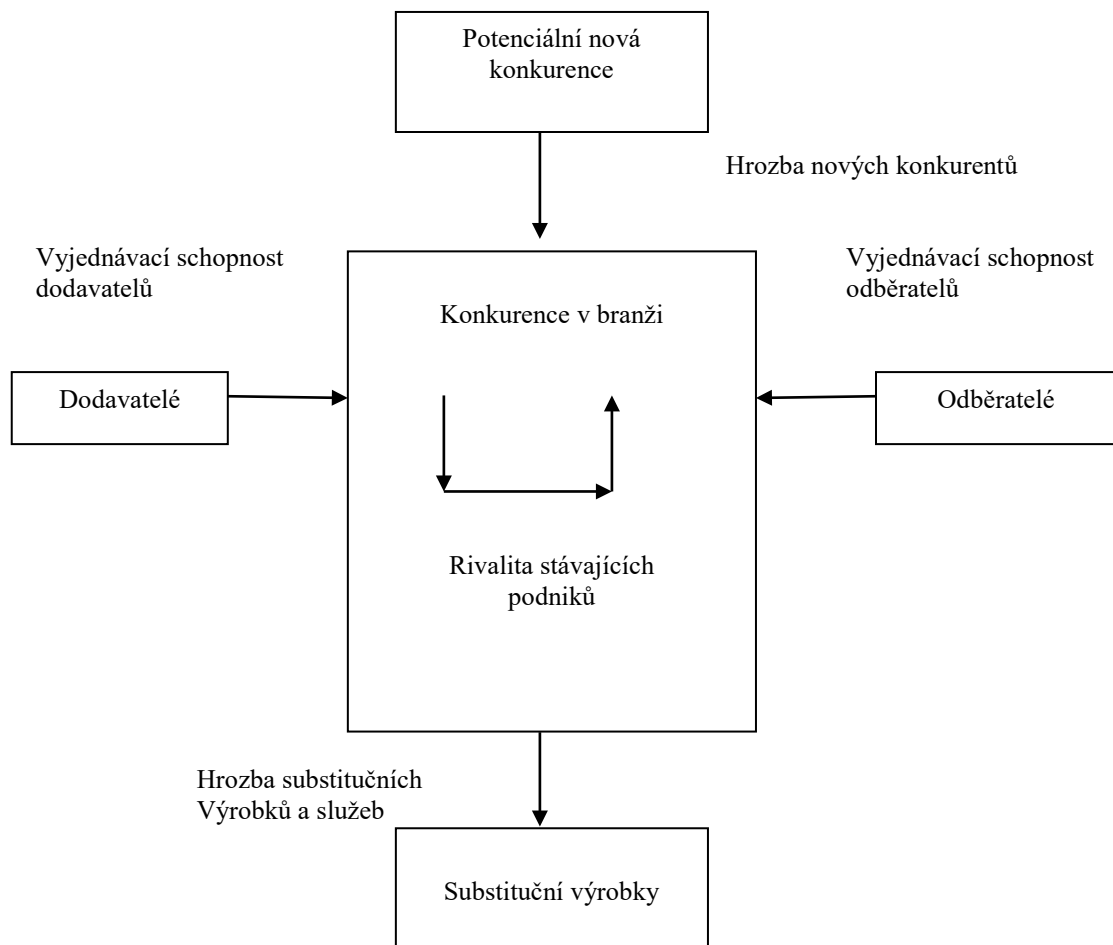 Potenciální nová
konkurence
Hrozba nových konkurentů
Vyjednávací schopnost
dodavatelů
Vyjednávací schopnost
odběratelů
Konkurence v branži
Dodavatelé
Odběratelé
Rivalita stávajících
podniků
Hrozba substitučních
Výrobků a služeb
Substituční výrobky